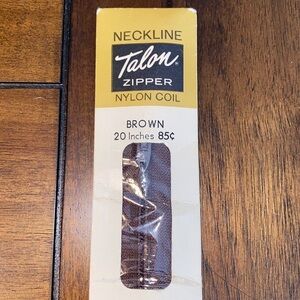 NECKLINE
Talon
ZIPPER
NYLON COIL
BROWN
20 Inches 85¢